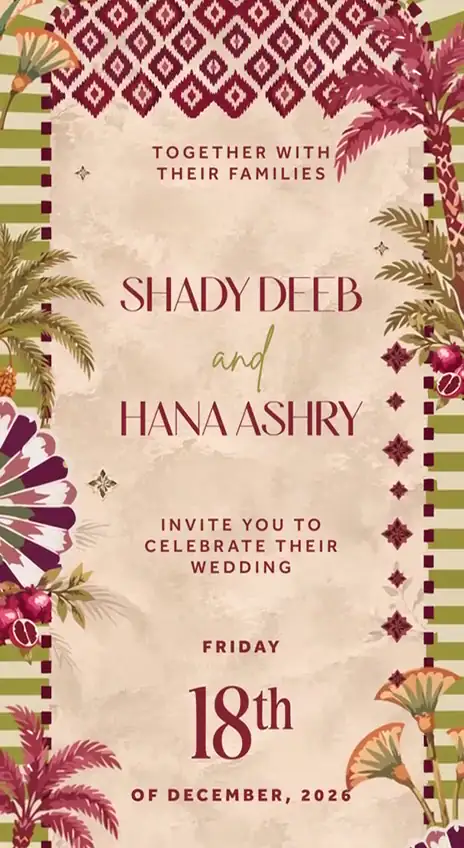 TOGETHER WITH
THEIR FAMILIES
SHADY DEEB
and
HANA ASHRY
INVITE YOU TO
CELEBRATE THEIR
WEDDING
FRIDAY
18th
OF DECEMBER, 2026